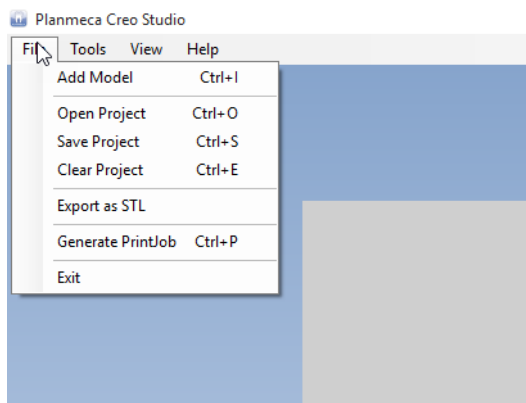 Planmeca Creo Studio
File Tools View Help
Add Model Ctrl+I
Open Project Ctrl+O
Save Project Ctrl+S
Clear Project Ctrl+E
Export as STL
Generate PrintJob Ctrl+P
Exit